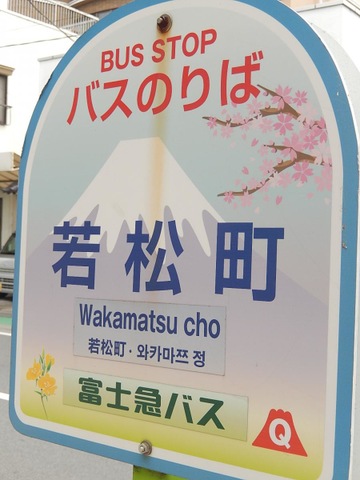 BUS STOP
バスのりば
若松町
Wakamatsu cho
若松町・와카마쯔 정
富士急バス
Q